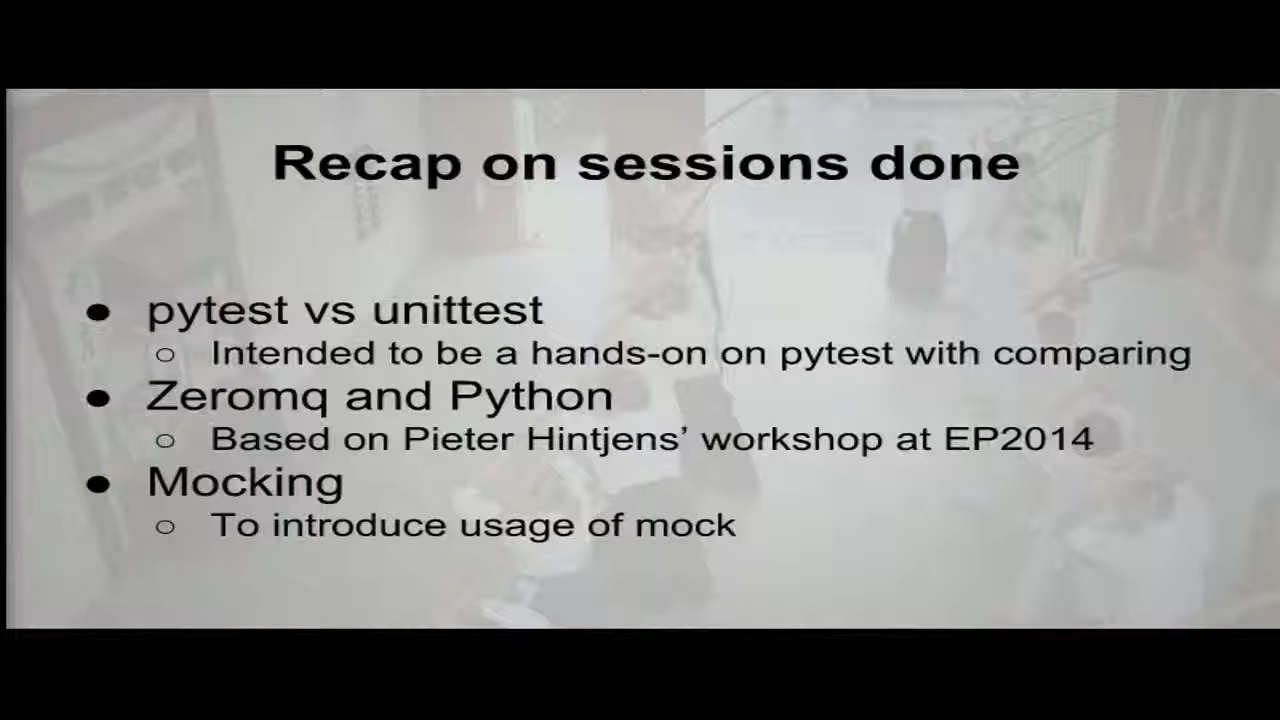 Recap on sessions done
● pytest vs unittest
○ Intended to be a hands-on on pytest with comparing
● Zeromq and Python
○ Based on Pieter Hintjens’ workshop at EP2014
● Mocking
○ To introduce usage of mock